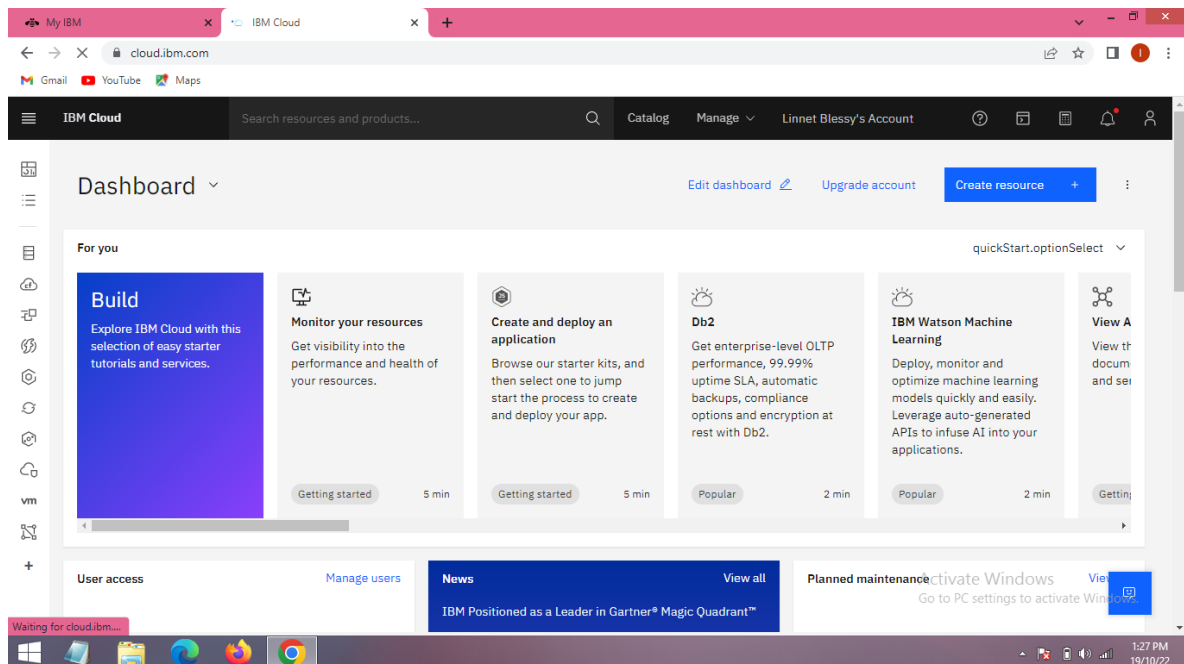 My IBM
IBM Cloud
cloud.ibm.com
I
Gmail YouTube Maps
IBM Cloud Search resources and products... Catalog Manage Linnet Blessy's Account
Dashboard
Edit dashboard Upgrade account Create resource +
For you
quickStart.optionSelect
Build
Explore IBM Cloud with this
selection of easy starter
tutorials and services.
Monitor your resources
Get visibility into the
performance and health of
your resources.
Getting started 5 min
Create and deploy an
application
Browse our starter kits, and
then select one to jump
start the process to create
and deploy your app.
Getting started 5 min
Db2
Get enterprise-level OLTP
performance, 99.99%
uptime SLA, automatic
backups, compliance
options and encryption at
rest with Db2.
Popular 2 min
IBM Watson Machine
Learning
Deploy, monitor and
optimize machine learning
models quickly and easily.
Leverage auto-generated
APIs to infuse AI into your
applications.
Popular 2 min
View A
View th
docum
and ser
Getting
vm
User access Manage users
News View all
IBM Positioned as a Leader in Gartner® Magic Quadrant™
Planned maintenance
Activate Windows
Go to PC settings to activate Windows.
Waiting for cloud.ibm....
1:27 PM
19/10/22